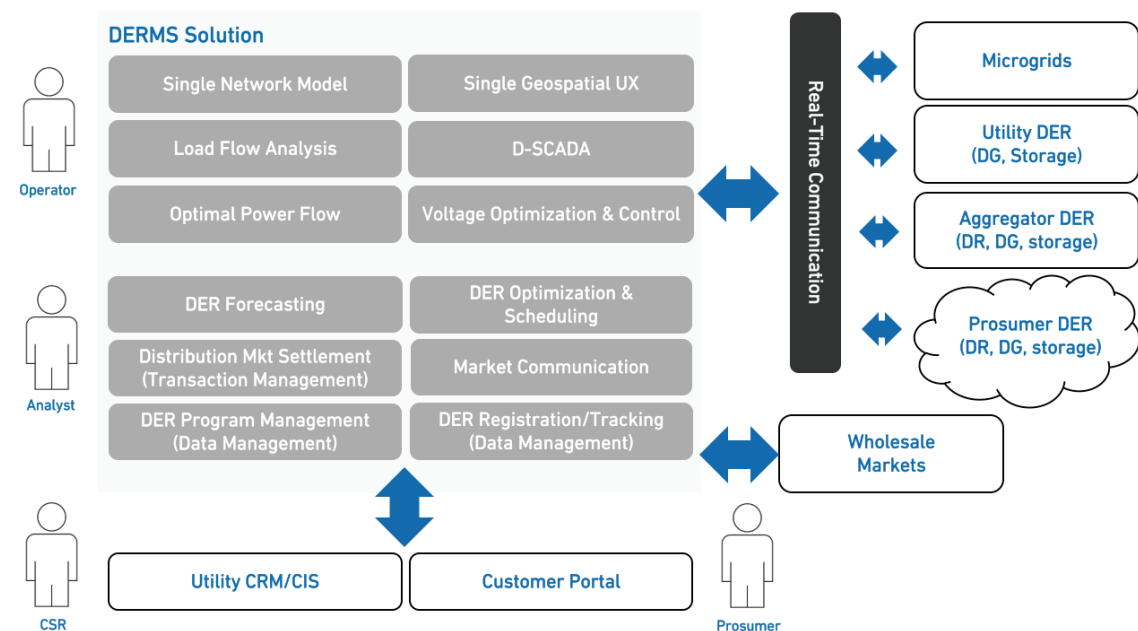 DERMS Solution
Single Network Model
Single Geospatial UX
Load Flow Analysis
D-SCADA
Optimal Power Flow
Voltage Optimization & Control
DER Forecasting
DER Optimization &
Scheduling
Distribution Mkt Settlement
(Transaction Management)
Market Communication
DER Program Management
(Data Management)
DER Registration/Tracking
(Data Management)
Operator
Analyst
CSR
Utility CRM/CIS
Customer Portal
Prosumer
Real-Time Communication
Microgrids
Utility DER
(DG, Storage)
Aggregator DER
(DR, DG, storage)
Prosumer DER
(DR, DG, storage)
Wholesale
Markets